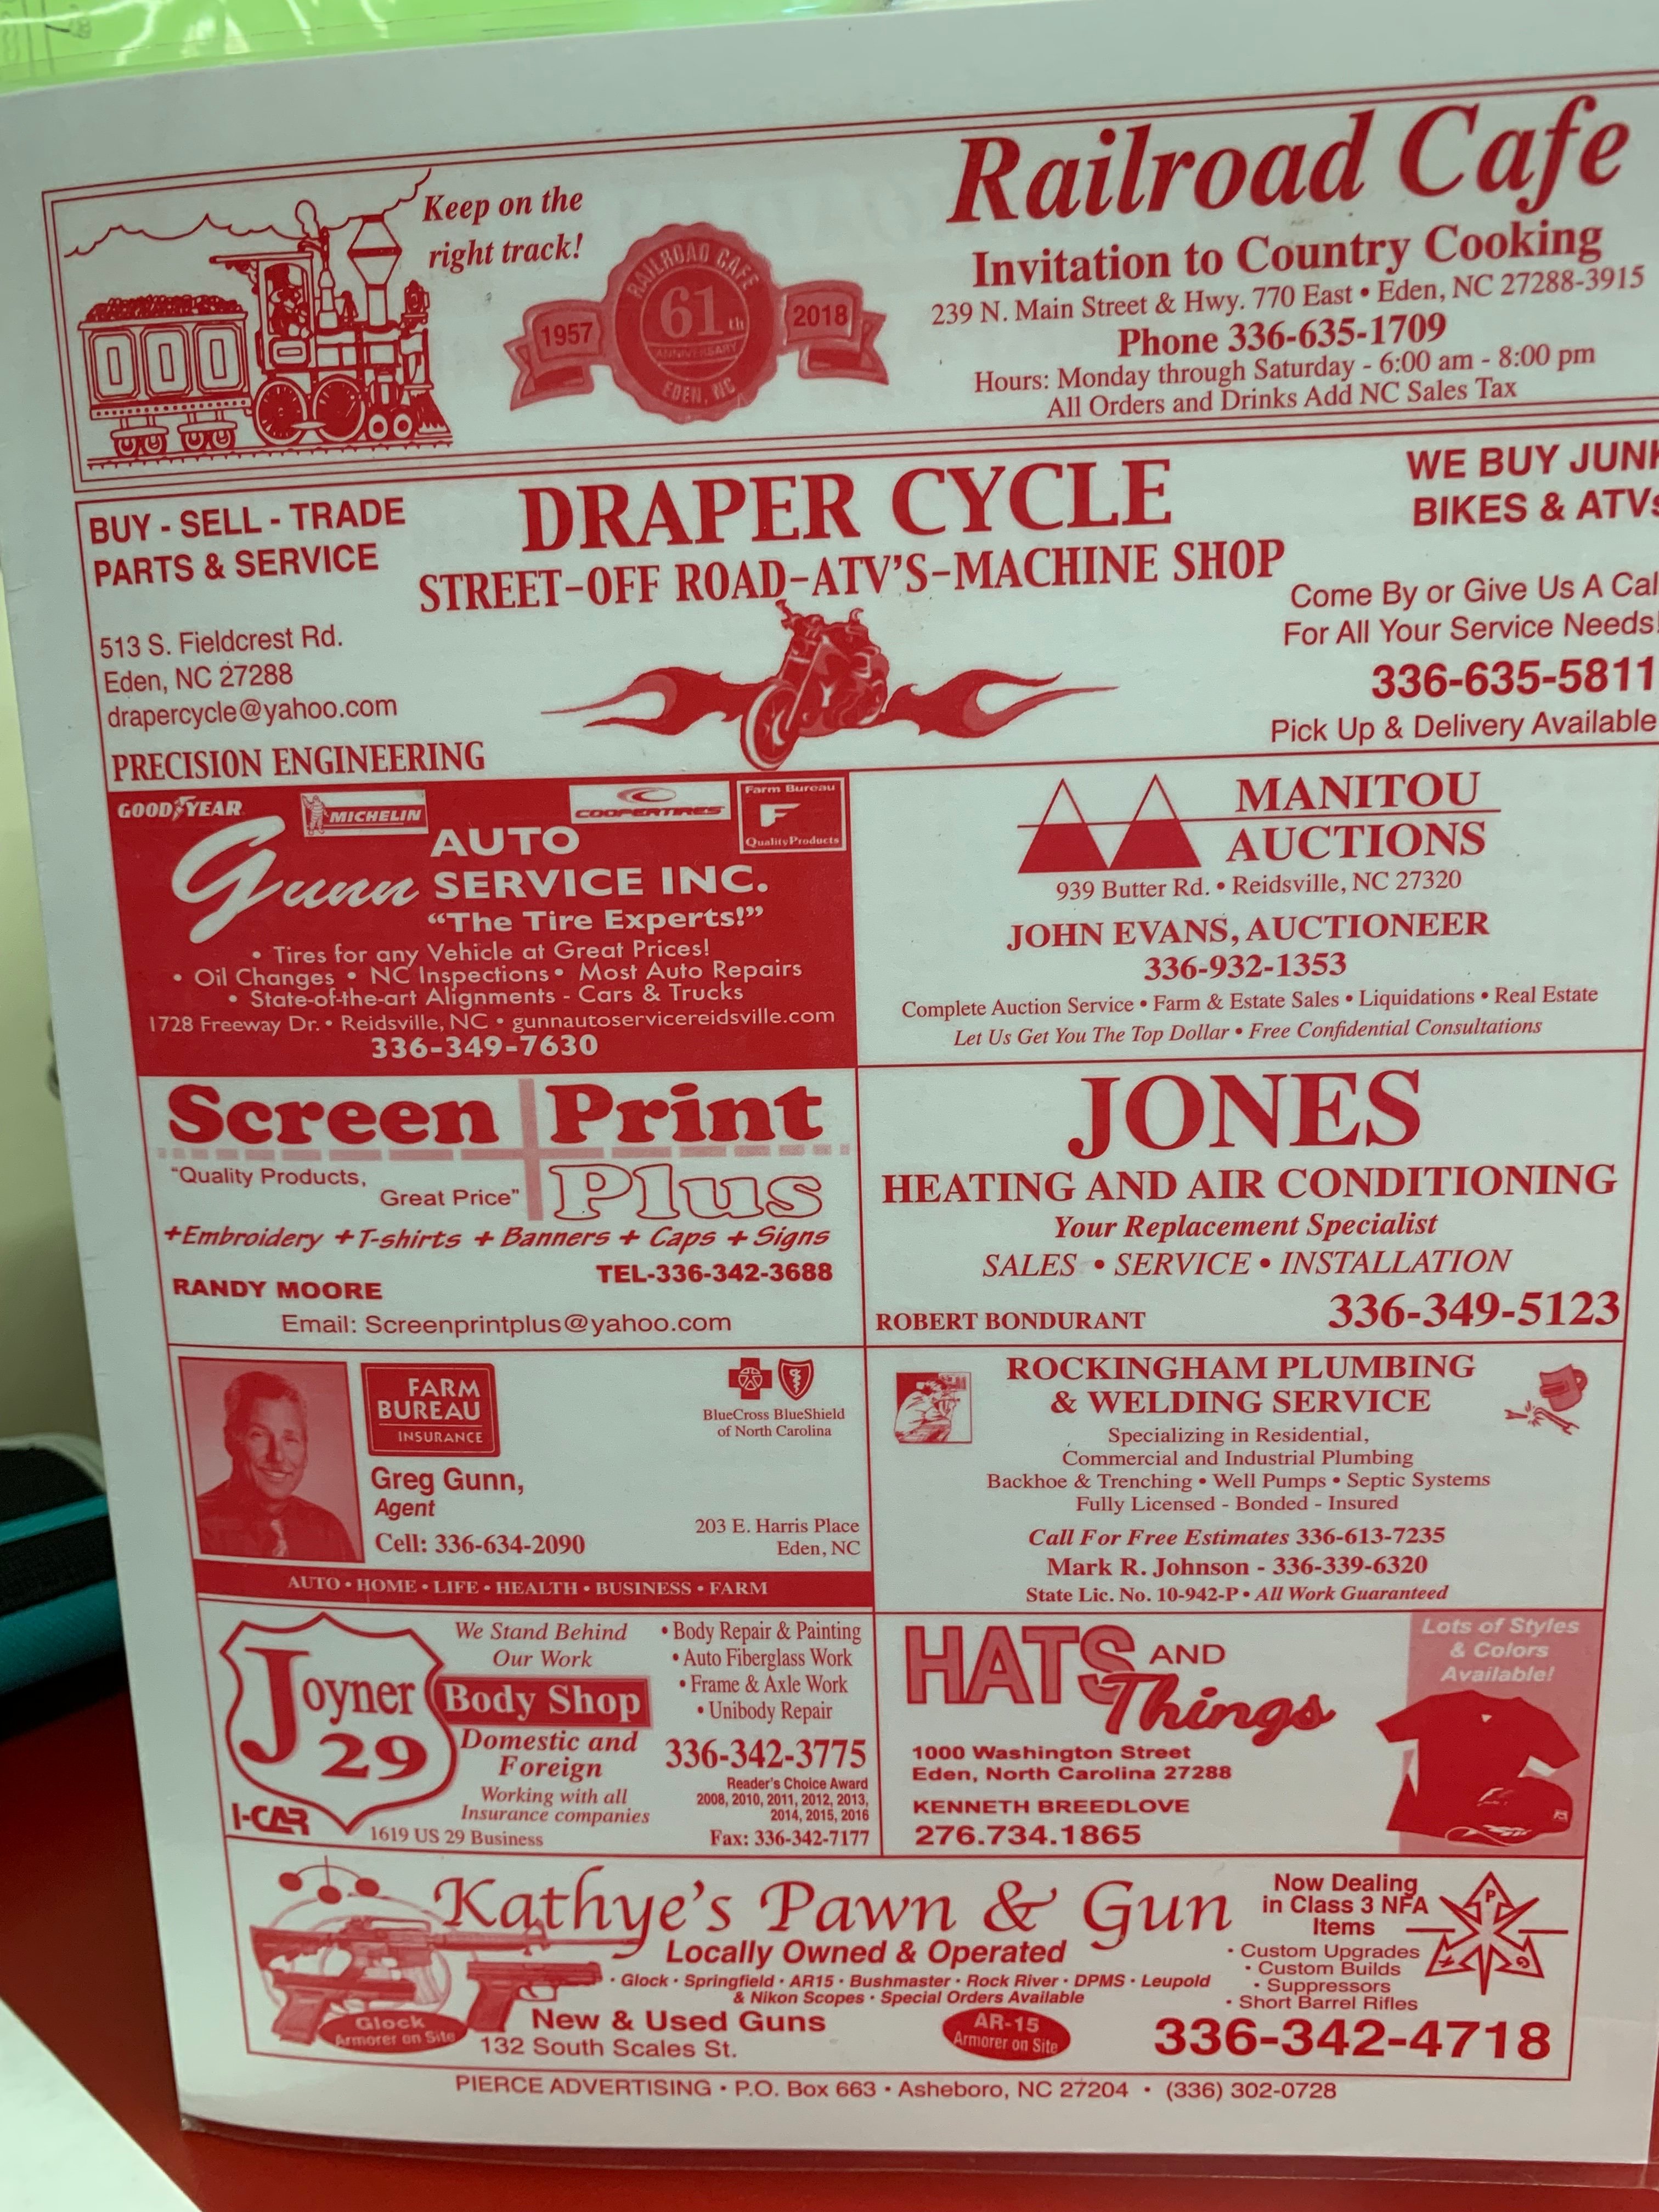 Keep on the
right track!
RAILROAD CAFE
1957
61th
2018
ANNIVERSARY
EDEN, NC
Railroad Cafe
Invitation to Country Cooking
239 N. Main Street & Hwy. 770 East • Eden, NC 27288-3915
Phone 336-635-1709
Hours: Monday through Saturday - 6:00 am - 8:00 pm
All Orders and Drinks Add NC Sales Tax
BUY - SELL - TRADE
PARTS & SERVICE
DRAPER CYCLE
STREET-OFF ROAD-ATV'S-MACHINE SHOP
WE BUY JUNK
BIKES & ATVs
513 S. Fieldcrest Rd.
Eden, NC 27288
drapercycle@yahoo.com
PRECISION ENGINEERING
Come By or Give Us A Call
For All Your Service Needs!
336-635-5811
Pick Up & Delivery Available
GOODYEAR
MICHELIN
COOPERTIRES
Farm Bureau
F
Quality Products
Gunn AUTO
SERVICE INC.
“The Tire Experts!”
• Tires for any Vehicle at Great Prices!
• Oil Changes • NC Inspections • Most Auto Repairs
• State-of-the-art Alignments - Cars & Trucks
1728 Freeway Dr. • Reidsville, NC • gunnautoservicereidsville.com
336-349-7630
MANITOU
AUCTIONS
939 Butter Rd. • Reidsville, NC 27320
JOHN EVANS, AUCTIONEER
336-932-1353
Complete Auction Service • Farm & Estate Sales • Liquidations • Real Estate
Let Us Get You The Top Dollar • Free Confidential Consultations
Screen Print
Plus
"Quality Products,
Great Price"
+Embroidery +T-shirts + Banners + Caps + Signs
TEL-336-342-3688
RANDY MOORE
Email: Screenprintplus@yahoo.com
JONES
HEATING AND AIR CONDITIONING
Your Replacement Specialist
SALES • SERVICE • INSTALLATION
ROBERT BONDURANT 336-349-5123
FARM
BUREAU
INSURANCE
BlueCross BlueShield
of North Carolina
Greg Gunn,
Agent
Cell: 336-634-2090
203 E. Harris Place
Eden, NC
AUTO • HOME • LIFE • HEALTH • BUSINESS • FARM
ROCKINGHAM PLUMBING
& WELDING SERVICE
Specializing in Residential,
Commercial and Industrial Plumbing
Backhoe & Trenching • Well Pumps • Septic Systems
Fully Licensed - Bonded - Insured
Call For Free Estimates 336-613-7235
Mark R. Johnson - 336-339-6320
State Lic. No. 10-942-P • All Work Guaranteed
Joyner
29
I-CAR
We Stand Behind
Our Work
Body Shop
Domestic and
Foreign
Working with all
Insurance companies
1619 US 29 Business
• Body Repair & Painting
• Auto Fiberglass Work
• Frame & Axle Work
• Unibody Repair
336-342-3775
Reader's Choice Award
2008, 2010, 2011, 2012, 2013,
2014, 2015, 2016
Fax: 336-342-7177
HATS AND
Things
1000 Washington Street
Eden, North Carolina 27288
KENNETH BREEDLOVE
276.734.1865
Lots of Styles
& Colors
Available!
Kathye's Pawn & Gun
Locally Owned & Operated
• Glock • Springfield • AR15 • Bushmaster • Rock River • DPMS • Leupold
& Nikon Scopes • Special Orders Available
New & Used Guns
132 South Scales St.
Glock
Armorer on Site
AR-15
Armorer on Site
Now Dealing
in Class 3 NFA
Items
• Custom Upgrades
• Custom Builds
• Suppressors
• Short Barrel Rifles
336-342-4718
PIERCE ADVERTISING • P.O. Box 663 • Asheboro, NC 27204 • (336) 302-0728